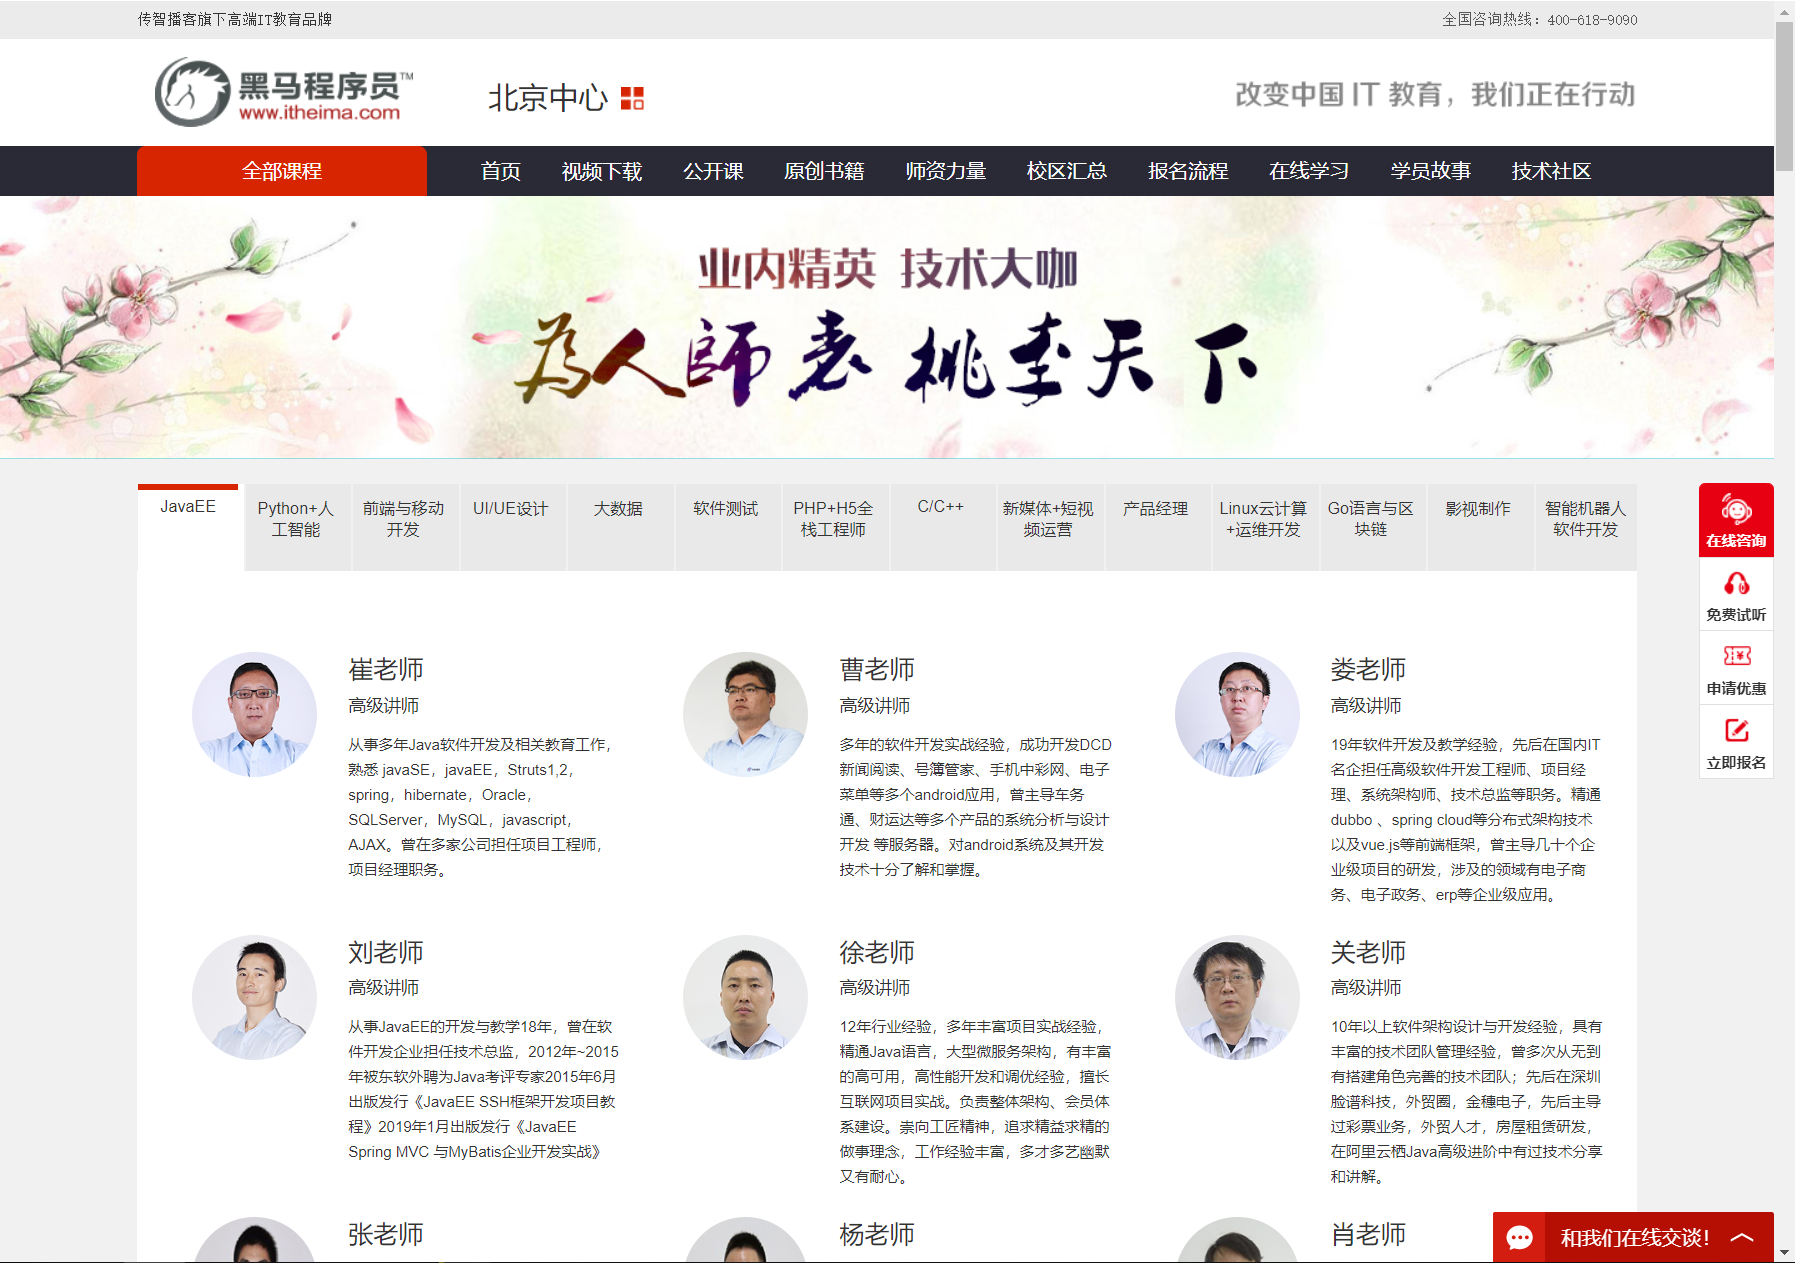 传智播客旗下高端IT教育品牌
全国咨询热线：400-618-9090
黑马程序员™
www.itheima.com
北京中心
改变中国 IT 教育，我们正在行动
全部课程
首页
视频下载
公开课
原创书籍
师资力量
校区汇总
报名流程
在线学习
学员故事
技术社区
业内精英 技术大咖
為人師表 桃李天下
JavaEE
Python+人
工智能
前端与移动
开发
UI/UE设计
大数据
软件测试
PHP+H5全
栈工程师
C/C++
新媒体+短视
频运营
产品经理
Linux云计算
+运维开发
Go语言与区
块链
影视制作
智能机器人
软件开发
在线咨询
免费试听
申请优惠
立即报名
崔老师
高级讲师
从事多年Java软件开发及相关教育工作，
熟悉 javaSE，javaEE，Struts1,2，
spring，hibernate，Oracle，
SQLServer，MySQL，javascript，
AJAX。曾在多家公司担任项目工程师，
项目经理职务。
曹老师
高级讲师
多年的软件开发实战经验，成功开发DCD
新闻阅读、号簿管家、手机中彩网、电子
菜单等多个android应用，曾主导车务
通、财运达等多个产品的系统分析与设计
开发 等服务器。对android系统及其开发
技术十分了解和掌握。
娄老师
高级讲师
19年软件开发及教学经验，先后在国内IT
名企担任高级软件开发工程师、项目经
理、系统架构师、技术总监等职务。精通
dubbo 、spring cloud等分布式架构技术
以及vue.js等前端框架，曾主导几十个企
业级项目的研发，涉及的领域有电子商
务、电子政务、erp等企业级应用。
刘老师
高级讲师
从事JavaEE的开发与教学18年，曾在软
件开发企业担任技术总监，2012年~2015
年被东软外聘为Java考评专家2015年6月
出版发行《JavaEE SSH框架开发项目教
程》2019年1月出版发行《JavaEE
Spring MVC 与MyBatis企业开发实战》
徐老师
高级讲师
12年行业经验，多年丰富项目实战经验，
精通Java语言，大型微服务架构，有丰富
的高可用，高性能开发和调优经验，擅长
互联网项目实战。负责整体架构、会员体
系建设。崇向工匠精神，追求精益求精的
做事理念，工作经验丰富，多才多艺幽默
又有耐心。
关老师
高级讲师
10年以上软件架构设计与开发经验，具有
丰富的技术团队管理经验，曾多次从无到
有搭建角色完善的技术团队；先后在深圳
脸谱科技，外贸圈，金穗电子，先后主导
过彩票业务，外贸人才，房屋租赁研发，
在阿里云栖Java高级进阶中有过技术分享
和讲解。
张老师
杨老师
肖老师
和我们在线交谈！